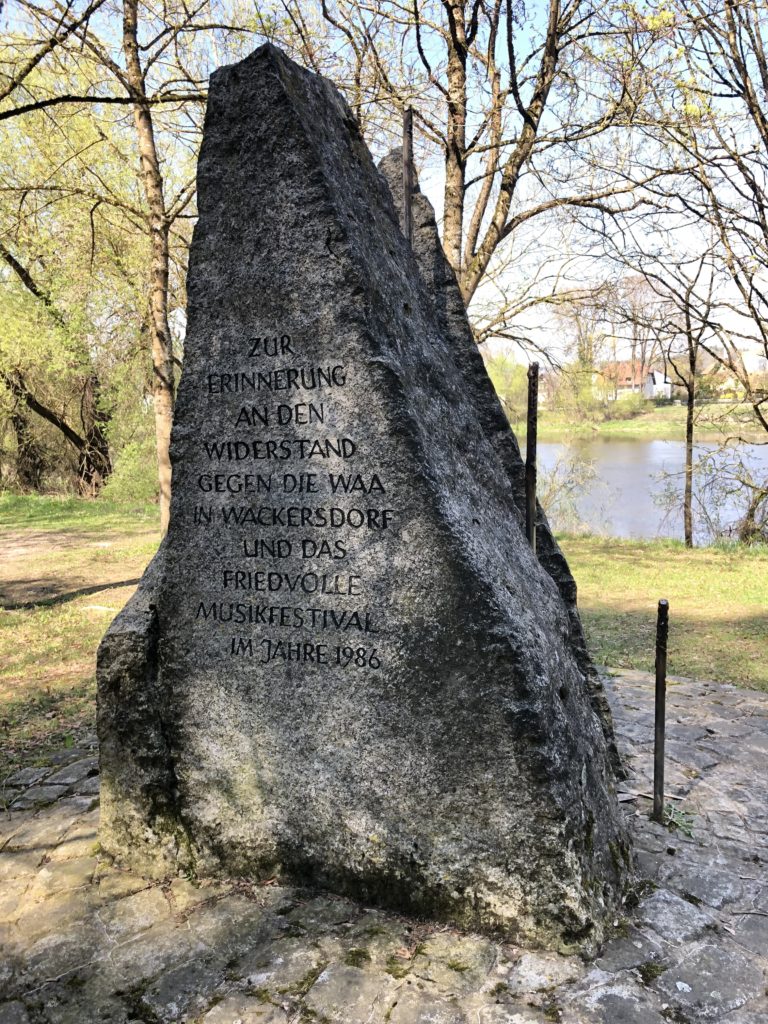 ZUR
ERINNERUNG
AN DEN
WIDERSTAND
GEGEN DIE WAA
IN WACKERSDORF
UND DAS
FRIEDVOLLE
MUSIKFESTIVAL
IM JAHRE 1986